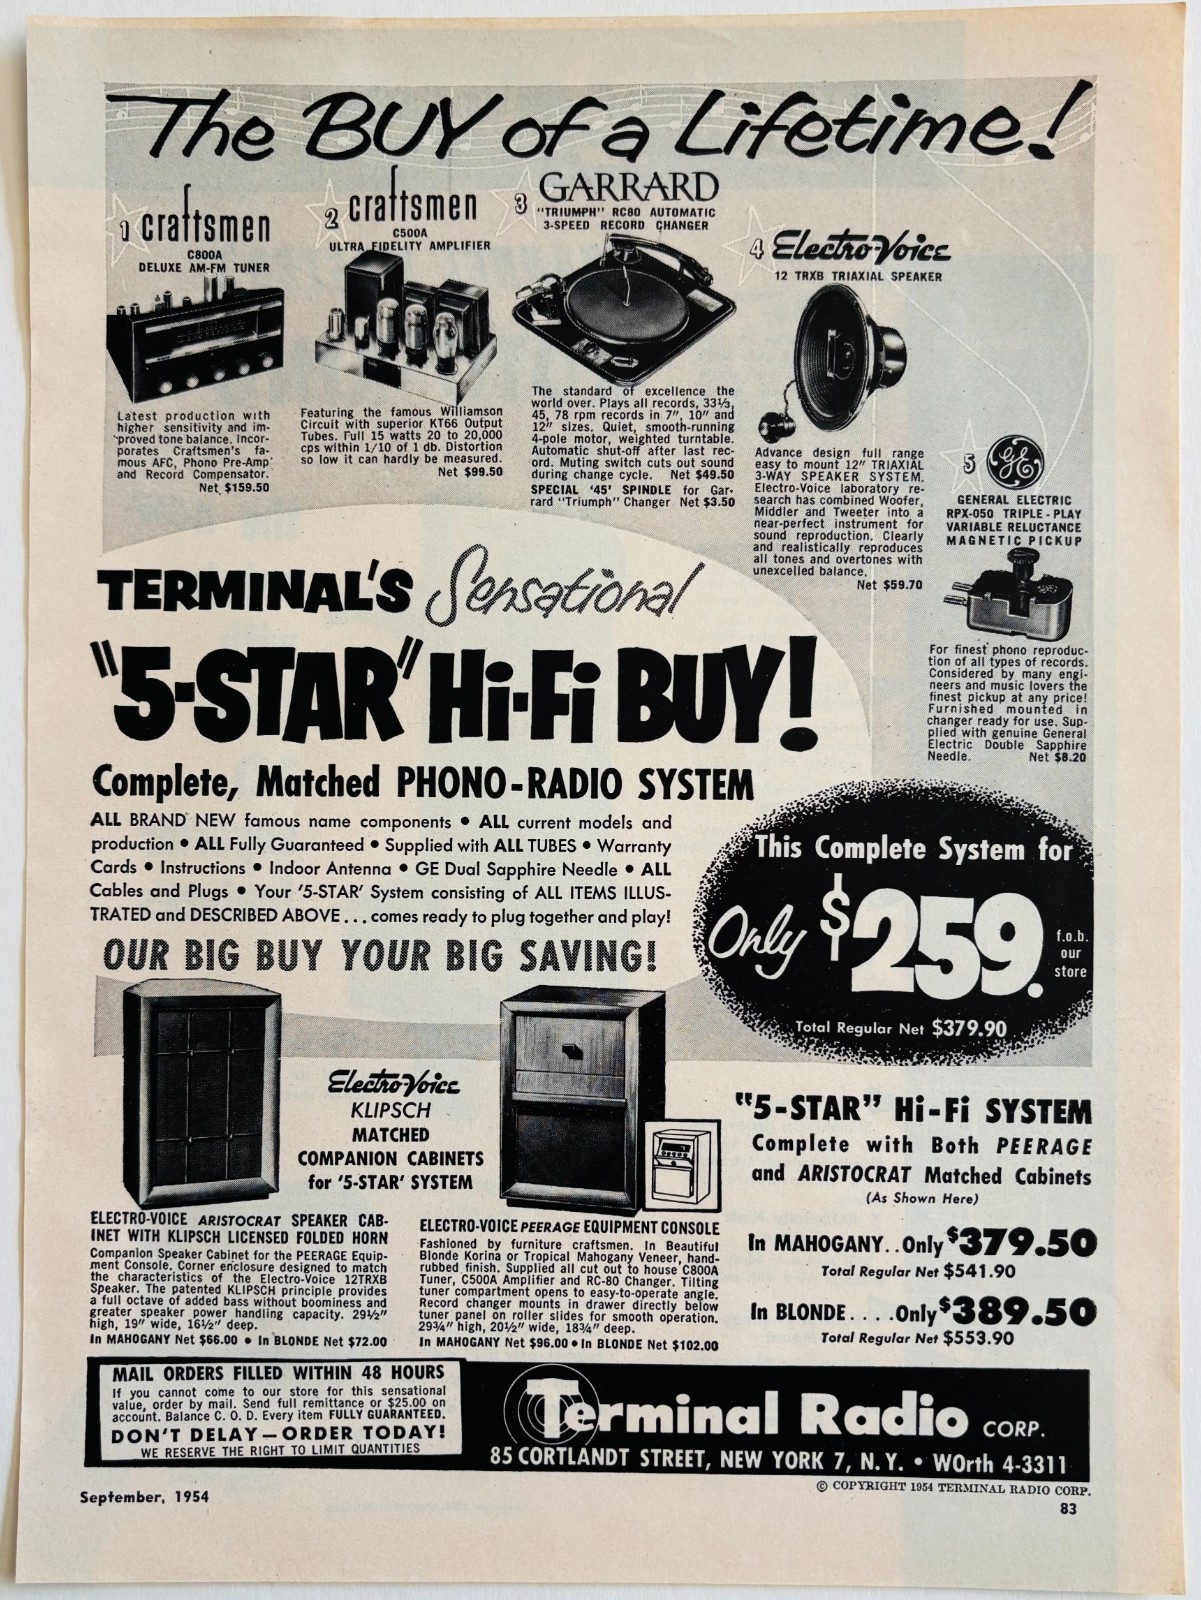 The BUY of a Lifetime!
1 craftsmen
C800A
DELUXE AM-FM TUNER
Latest production with
higher sensitivity and im-
proved tone balance. Incor-
porates Craftsmen's fa-
mous AFC, Phono Pre-Amp
and Record Compensator.
Net $159.50
2 craftsmen
C500A
ULTRA FIDELITY AMPLIFIER
Featuring the famous Williamson
Circuit with superior KT66 Output
Tubes. Full 15 watts 20 to 20,000
cps within 1/10 of 1 db. Distortion
so low it can hardly be measured.
Net $99.50
3 GARRARD
"TRIUMPH" RC80 AUTOMATIC
3-SPEED RECORD CHANGER
The standard of excellence the
world over. Plays all records, 33⅓,
45, 78 rpm records in 7", 10" and
12" sizes. Quiet, smooth-running
4-pole motor, weighted turntable.
Automatic shut-off after last rec-
ord. Muting switch cuts out sound
during change cycle. Net $49.50
SPECIAL '45' SPINDLE for Gar-
rard "Triumph" Changer Net $3.50
4 Electro-Voice
12 TRXB TRIAXIAL SPEAKER
Advance design full range
easy to mount 12" TRIAXIAL
3-WAY SPEAKER SYSTEM.
Electro-Voice laboratory re-
search has combined Woofer,
Middler and Tweeter into a
near-perfect instrument for
sound reproduction. Clearly
and realistically reproduces
all tones and overtones with
unexcelled balance.
Net $59.70
5 GE
GENERAL ELECTRIC
RPX-050 TRIPLE-PLAY
VARIABLE RELUCTANCE
MAGNETIC PICKUP
For finest phono reproduc-
tion of all types of records.
Considered by many engi-
neers and music lovers the
finest pickup at any price!
Furnished mounted in
changer ready for use. Sup-
plied with genuine General
Electric Double Sapphire
Needle. Net $8.20
TERMINAL'S Sensational
"5-STAR" Hi-Fi BUY!
Complete, Matched PHONO-RADIO SYSTEM
ALL BRAND NEW famous name components • ALL current models and
production • ALL Fully Guaranteed • Supplied with ALL TUBES • Warranty
Cards • Instructions • Indoor Antenna • GE Dual Sapphire Needle • ALL
Cables and Plugs • Your '5-STAR' System consisting of ALL ITEMS ILLUS-
TRATED and DESCRIBED ABOVE . . . comes ready to plug together and play!
OUR BIG BUY YOUR BIG SAVING!
This Complete System for
Only $259.
f.o.b.
our
store
Total Regular Net $379.90
Electro-Voice
KLIPSCH
MATCHED
COMPANION CABINETS
for '5-STAR' SYSTEM
ELECTRO-VOICE ARISTOCRAT SPEAKER CAB-
INET WITH KLIPSCH LICENSED FOLDED HORN
Companion Speaker Cabinet for the PEERAGE Equip-
ment Console. Corner enclosure designed to match
the characteristics of the Electro-Voice 12TRXB
Speaker. The patented KLIPSCH principle provides
a full octave of added bass without boominess and
greater speaker power handling capacity. 29½"
high, 19" wide, 16½" deep.
In MAHOGANY Net $66.00 • In BLONDE Net $72.00
ELECTRO-VOICE PEERAGE EQUIPMENT CONSOLE
Fashioned by furniture craftsmen. In Beautiful
Blonde Korina or Tropical Mahogany Veneer, hand-
rubbed finish. Supplied all cut out to house C800A
Tuner, C500A Amplifier and RC-80 Changer. Tilting
tuner compartment opens to easy-to-operate angle.
Record changer mounts in drawer directly below
tuner panel on roller slides for smooth operation.
29¾" high, 20½" wide, 18¾" deep.
In MAHOGANY Net $96.00 • In BLONDE Net $102.00
"5-STAR" Hi-Fi SYSTEM
Complete with Both PEERAGE
and ARISTOCRAT Matched Cabinets
(As Shown Here)
In MAHOGANY. . Only $379.50
Total Regular Net $541.90
In BLONDE. . . . Only $389.50
Total Regular Net $553.90
MAIL ORDERS FILLED WITHIN 48 HOURS
If you cannot come to our store for this sensational
value, order by mail. Send full remittance or $25.00 on
account. Balance C. O. D. Every item FULLY GUARANTEED.
DON'T DELAY — ORDER TODAY!
WE RESERVE THE RIGHT TO LIMIT QUANTITIES
Terminal Radio CORP.
85 CORTLANDT STREET, NEW YORK 7, N. Y. • WOrth 4-3311
© COPYRIGHT 1954 TERMINAL RADIO CORP.
September, 1954
83